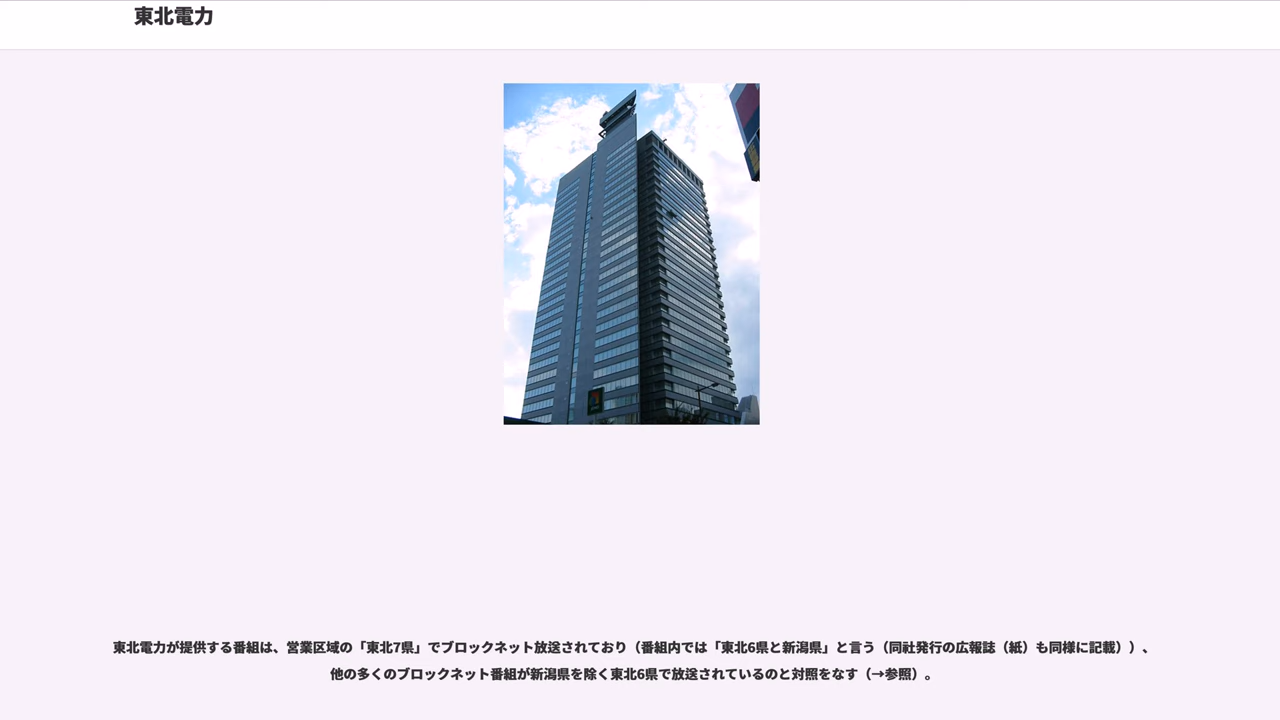 東北電力
東北電力が提供する番組は、営業区域の「東北7県」でブロックネット放送されており（番組内では「東北6県と新潟県」と言う（同社発行の広報誌（紙）も同様に記載））、
他の多くのブロックネット番組が新潟県を除く東北6県で放送されているのと対照をなす（→参照）。